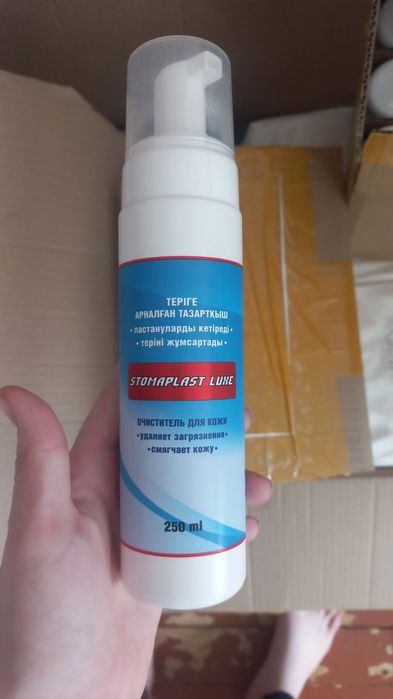 ТЕРІГЕ
АРНАЛҒАН ТАЗАРТҚЫШ
• ластануларды кетіреді •
• теріні жұмсартады •
STOMAPLAST LUXE
ОЧИСТИТЕЛЬ ДЛЯ КОЖИ
•удаляет загрязнения•
•смягчает кожу•
250 ml